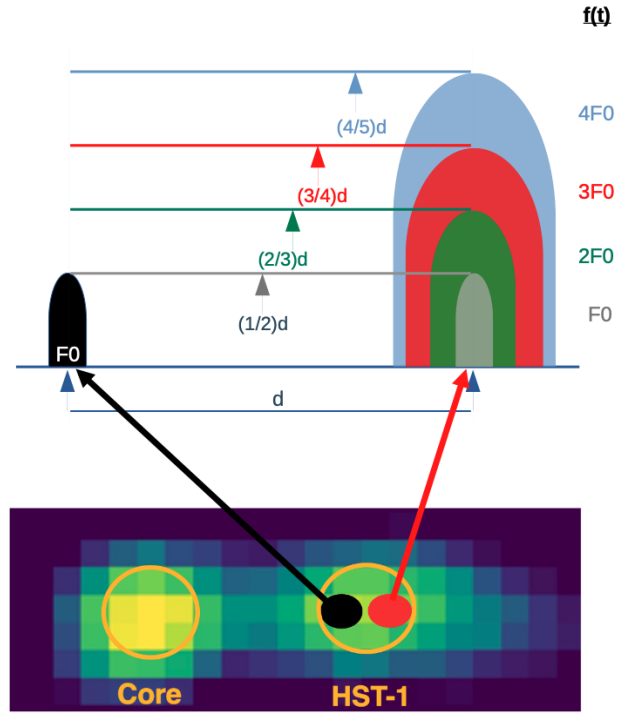 f(t)
4F0
(4/5)d
3F0
(3/4)d
2F0
(2/3)d
F0
(1/2)d
F0
d
Core
HST-1